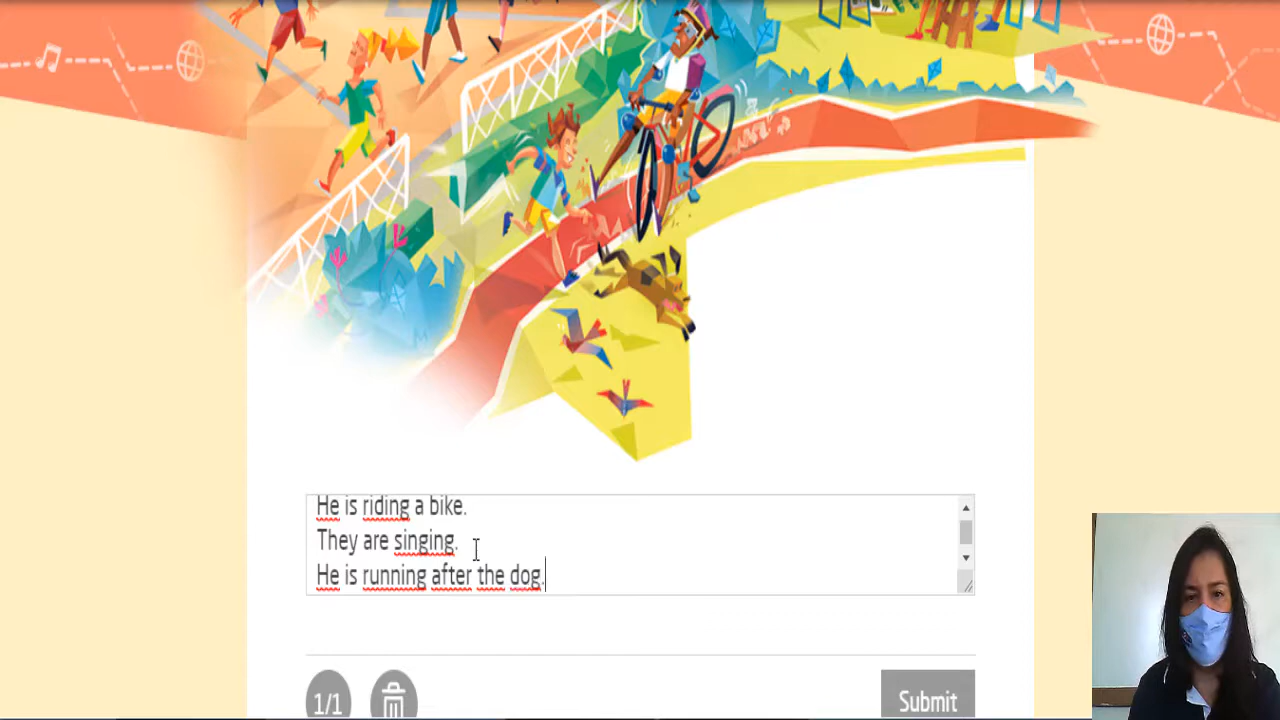 He is riding a bike.
They are singing.
He is running after the dog.
1/1
Submit